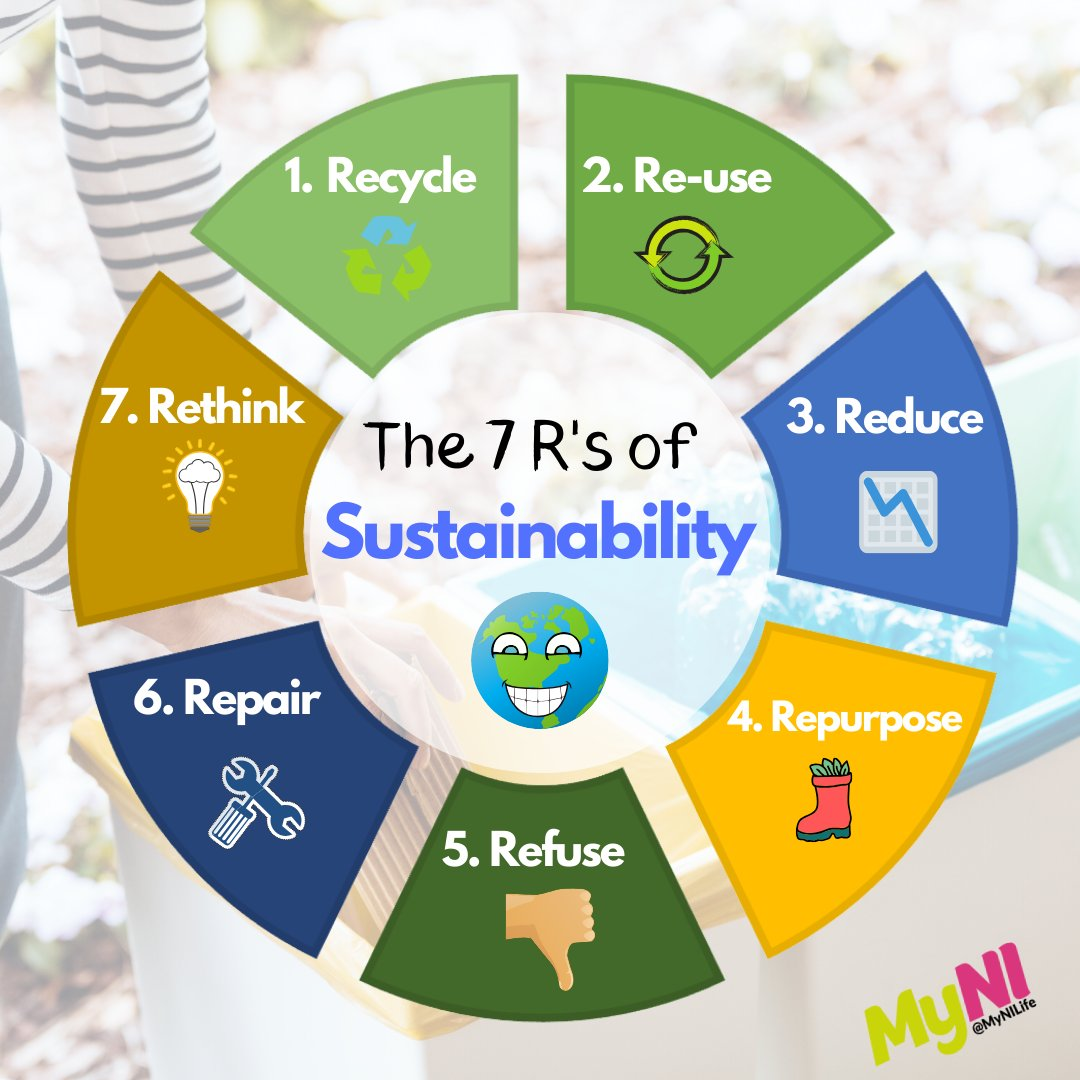 1. Recycle
2. Re-use
7. Rethink
3. Reduce
The 7 R's of
Sustainability
6. Repair
4. Repurpose
5. Refuse
MyNI
@MyNILife